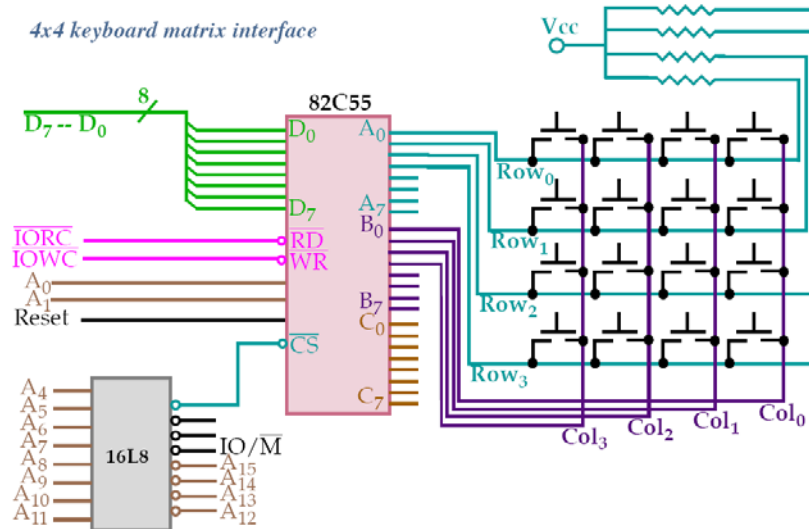 4x4 keyboard matrix interface
Vcc
8
82C55
D7 -- D0
D0
A0
Row0
D7
A7
B0
Row1
IORC
RD
IOWC
WR
A0
A1
Reset
B7
C0
Row2
CS
C7
Row3
A4
A5
A6
A7
A8
A9
A10
A11
16L8
IO/M
A15
A14
A13
A12
Col3
Col2
Col1
Col0